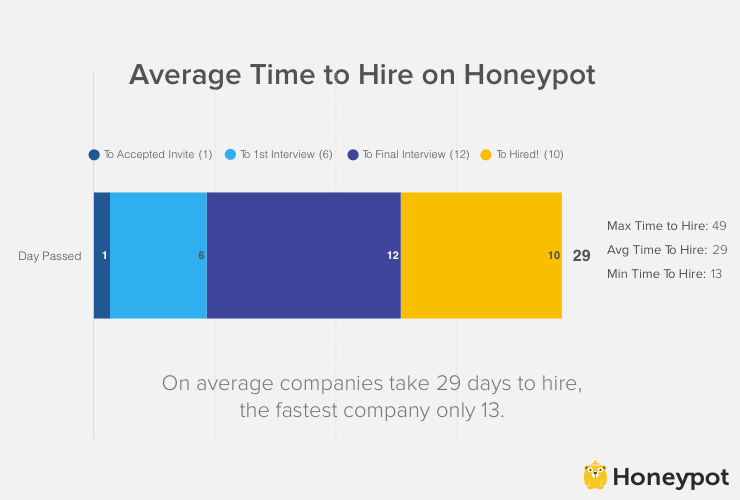 Average Time to Hire on Honeypot
To Accepted Invite (1) To 1st Interview (6) To Final Interview (12) To Hired! (10)
Day Passed 1 6 12 10 29
Max Time to Hire: 49
Avg Time To Hire: 29
Min Time To Hire: 13
On average companies take 29 days to hire,
the fastest company only 13.
Honeypot